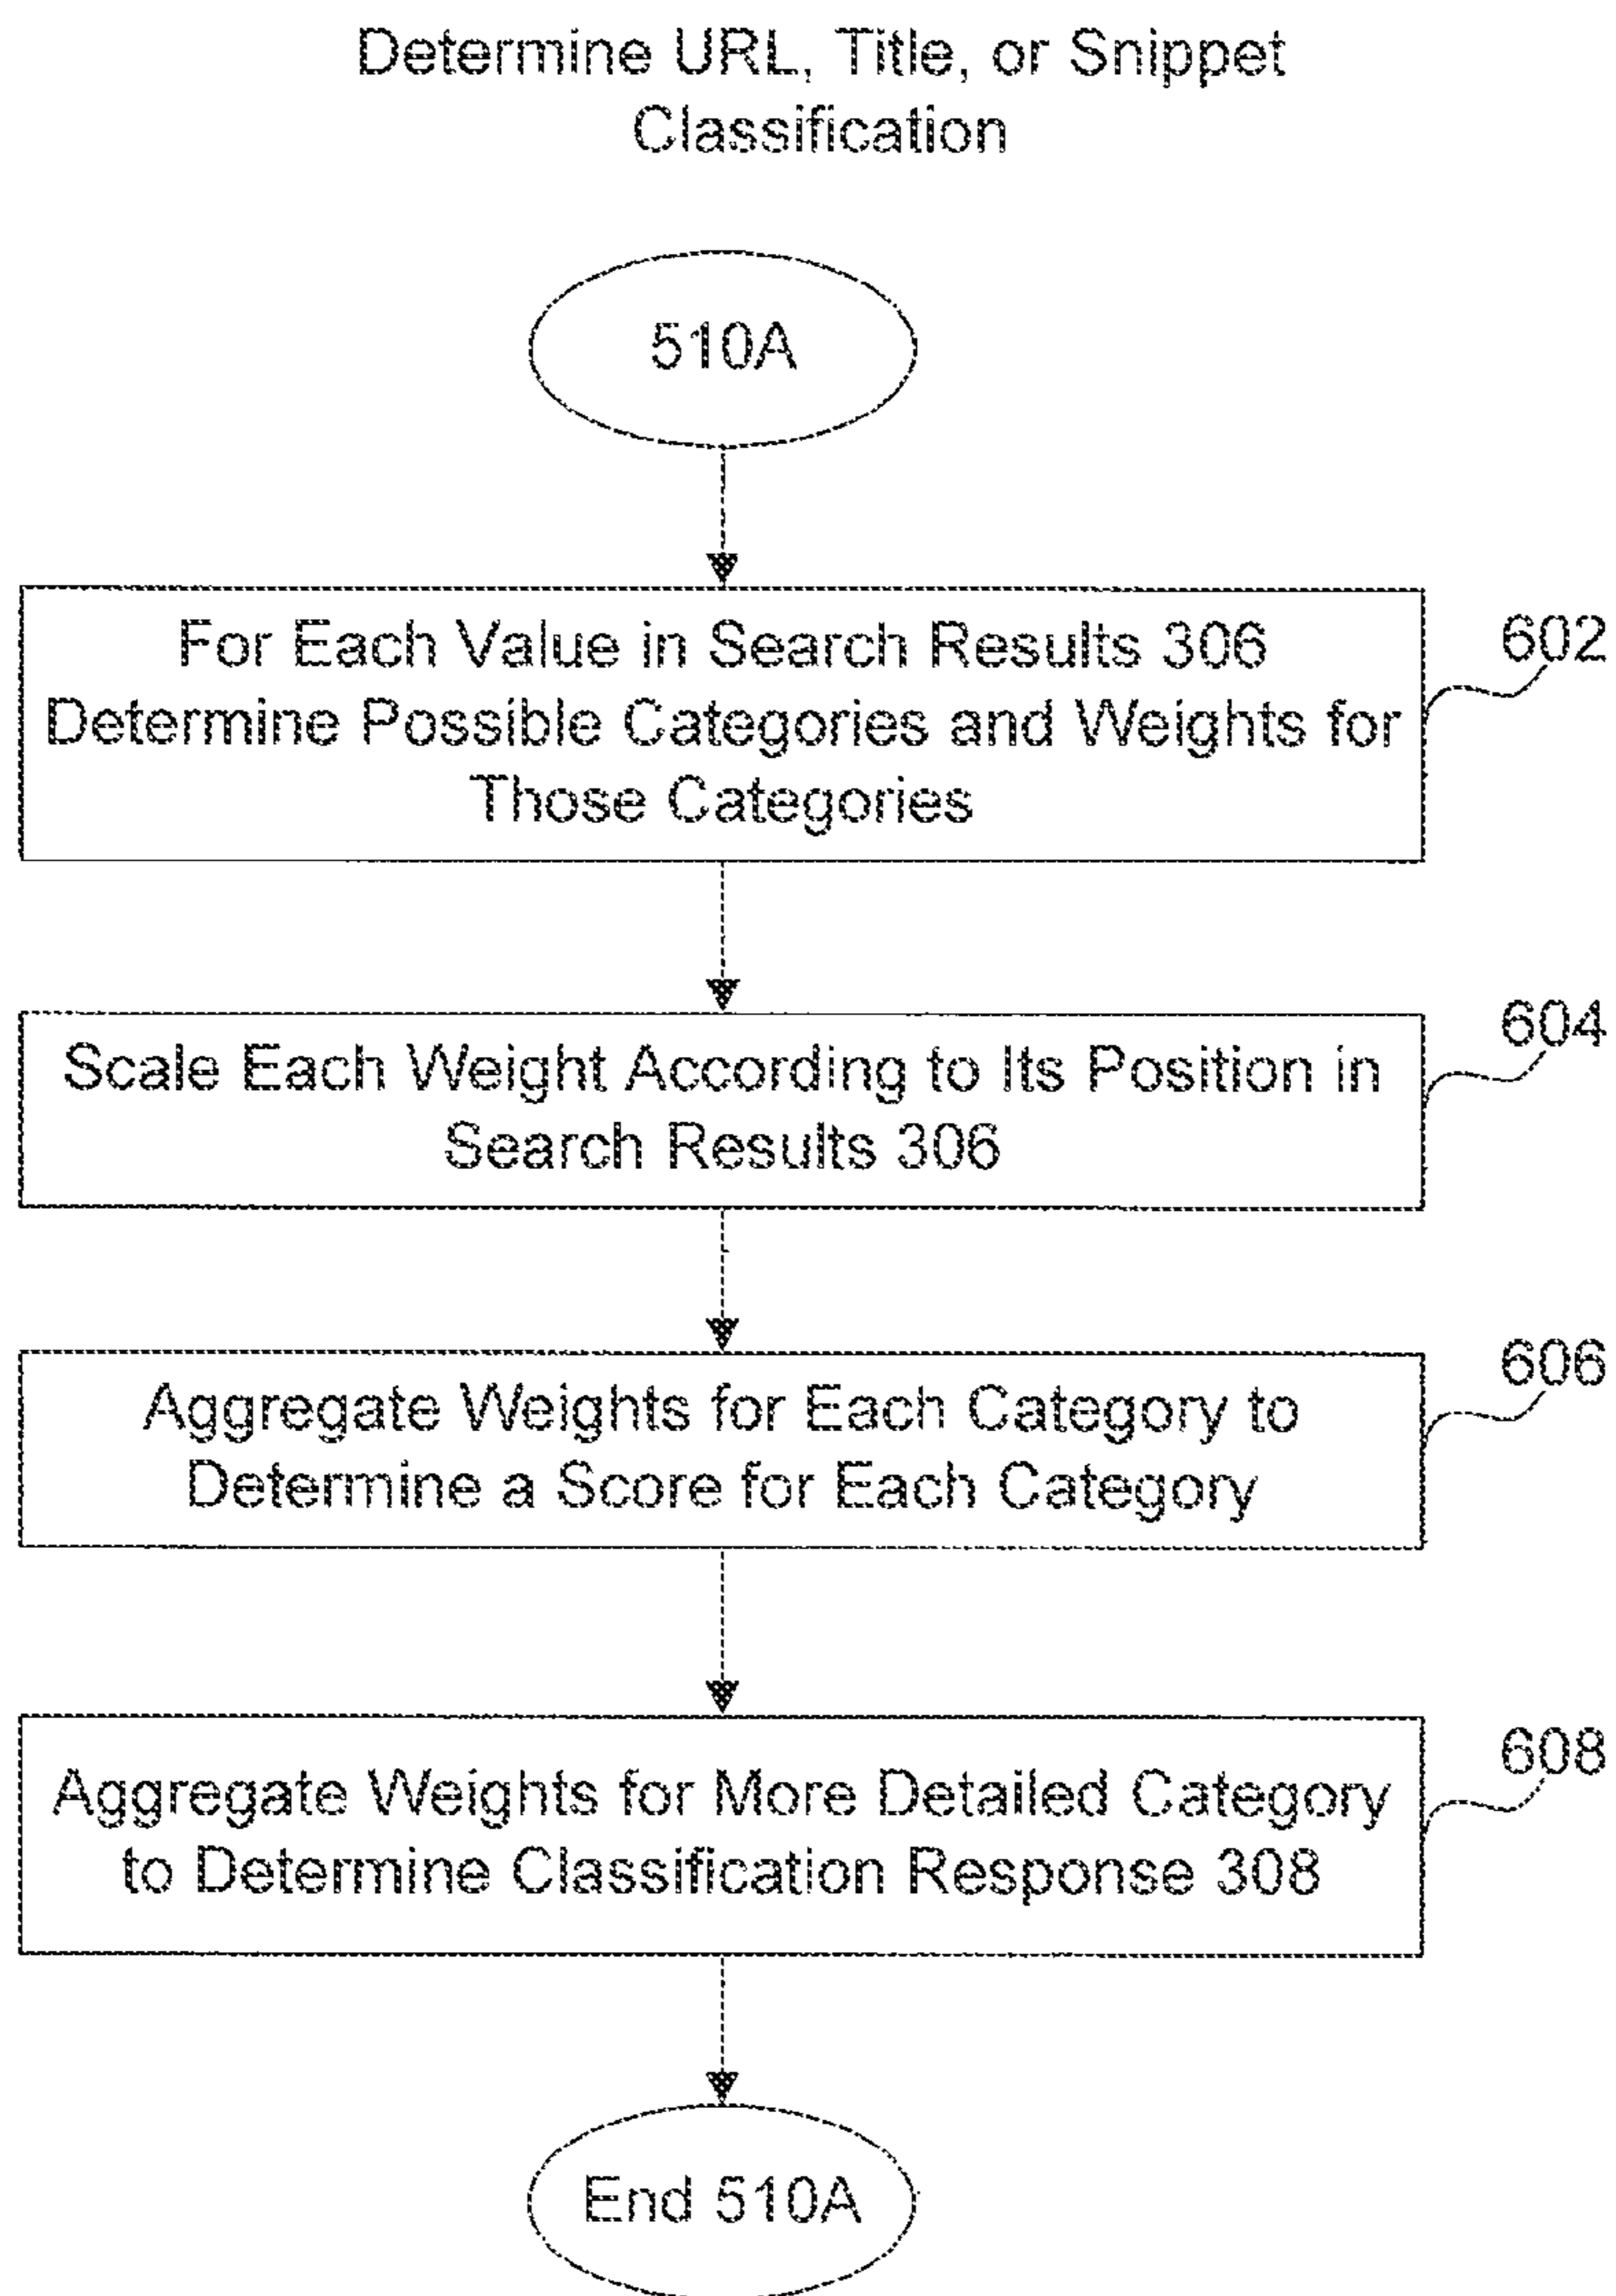 Determine URL, Title, or Snippet
Classification
510A
For Each Value in Search Results 306
Determine Possible Categories and Weights for
Those Categories
602
Scale Each Weight According to Its Position in
Search Results 306
604
Aggregate Weights for Each Category to
Determine a Score for Each Category
606
Aggregate Weights for More Detailed Category
to Determine Classification Response 308
608
End 510A